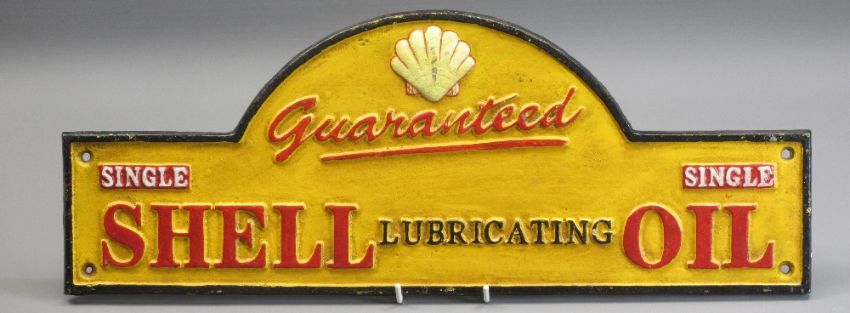 Guaranteed
SINGLE SINGLE
SHELL LUBRICATING OIL